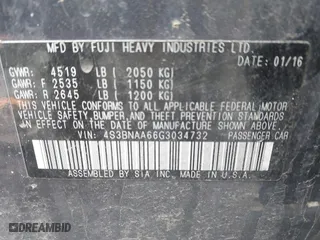 MFD BY FUJI HEAVY INDUSTRIES LTD.
DATE: 01/16
GVWR: 4519 LB ( 2050 KG)
GAWR: F 2535 LB ( 1150 KG)
GAWR: R 2645 LB ( 1200 KG)
THIS VEHICLE CONFORMS TO ALL APPLICABLE FEDERAL MOTOR
VEHICLE SAFETY, BUMPER, AND THEFT PREVENTION STANDARDS
IN EFFECT ON THE DATE OF MANUFACTURE SHOWN ABOVE.
VIN: 4S3BNAA66G3034732 PASSENGER CAR
ASSEMBLED BY SIA INC. MADE IN U.S.A.
AUTOBIDMASTER